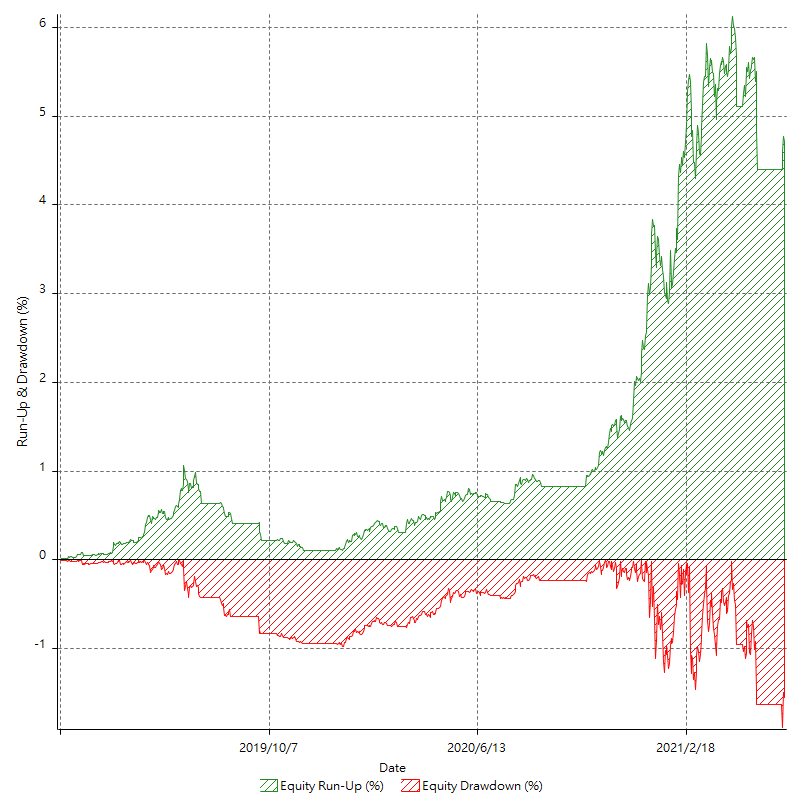 6
5
4
3
2
1
0
-1
Run-Up & Drawdown (%)
2019/10/7 2020/6/13 2021/2/18
Date
Equity Run-Up (%) Equity Drawdown (%)